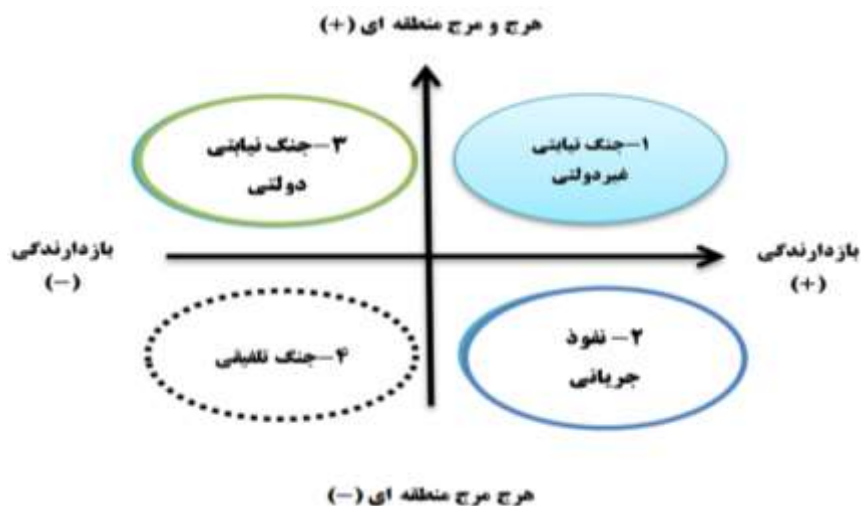 هرج و مرج منطقه ای (+)
۱-جنگ نیابتی
غیردولتی
۳-جنگ نیابتی
دولتی
بازدارندگی
(+)
بازدارندگی
(-)
۲- نفوذ
جریانی
۴-جنگ تلفیقی
هرج مرج منطقه ای (-)